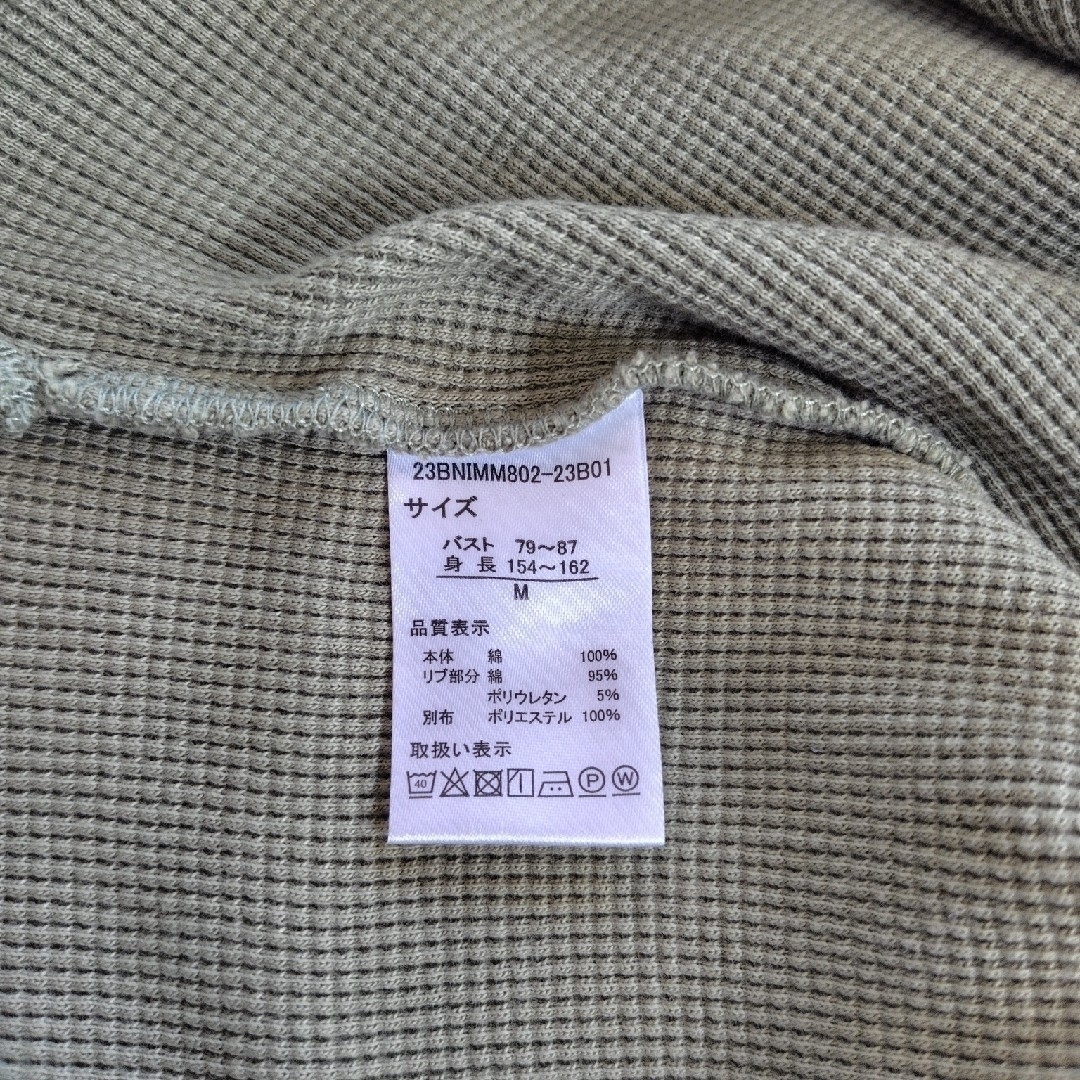 23BNIMM802-23B01
サイズ
バスト 79～87
身長 154～162
M
品質表示
本体 綿 100%
リブ部分 綿 95%
ポリウレタン 5%
別布 ポリエステル 100%
取扱い表示
40 P W